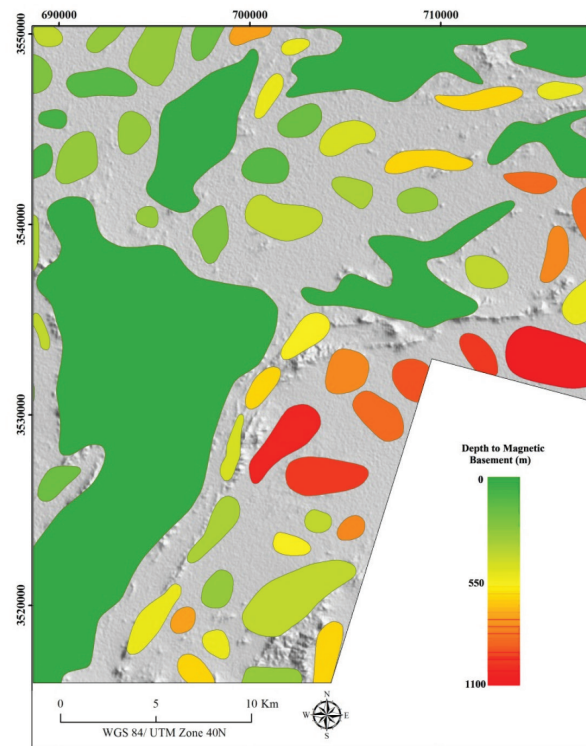 690000 700000 710000
3550000
3540000
3530000
3520000
Depth to Magnetic
Basement (m)
0
550
1100
0 5 10 Km
WGS 84/ UTM Zone 40N
N
W E
S